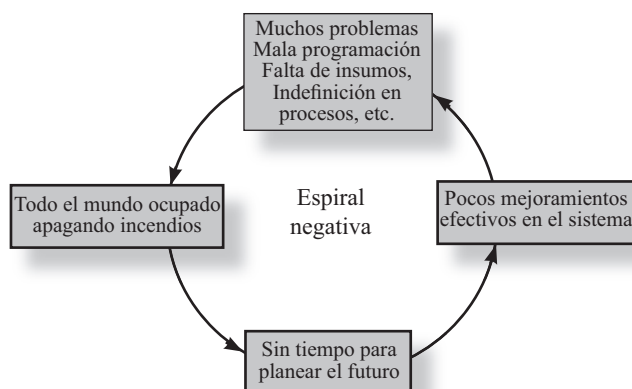 Muchos problemas
Mala programación
Falta de insumos,
Indefinición en
procesos, etc.
Todo el mundo ocupado
apagando incendios
Espiral
negativa
Pocos mejoramientos
efectivos en el sistema
Sin tiempo para
planear el futuro